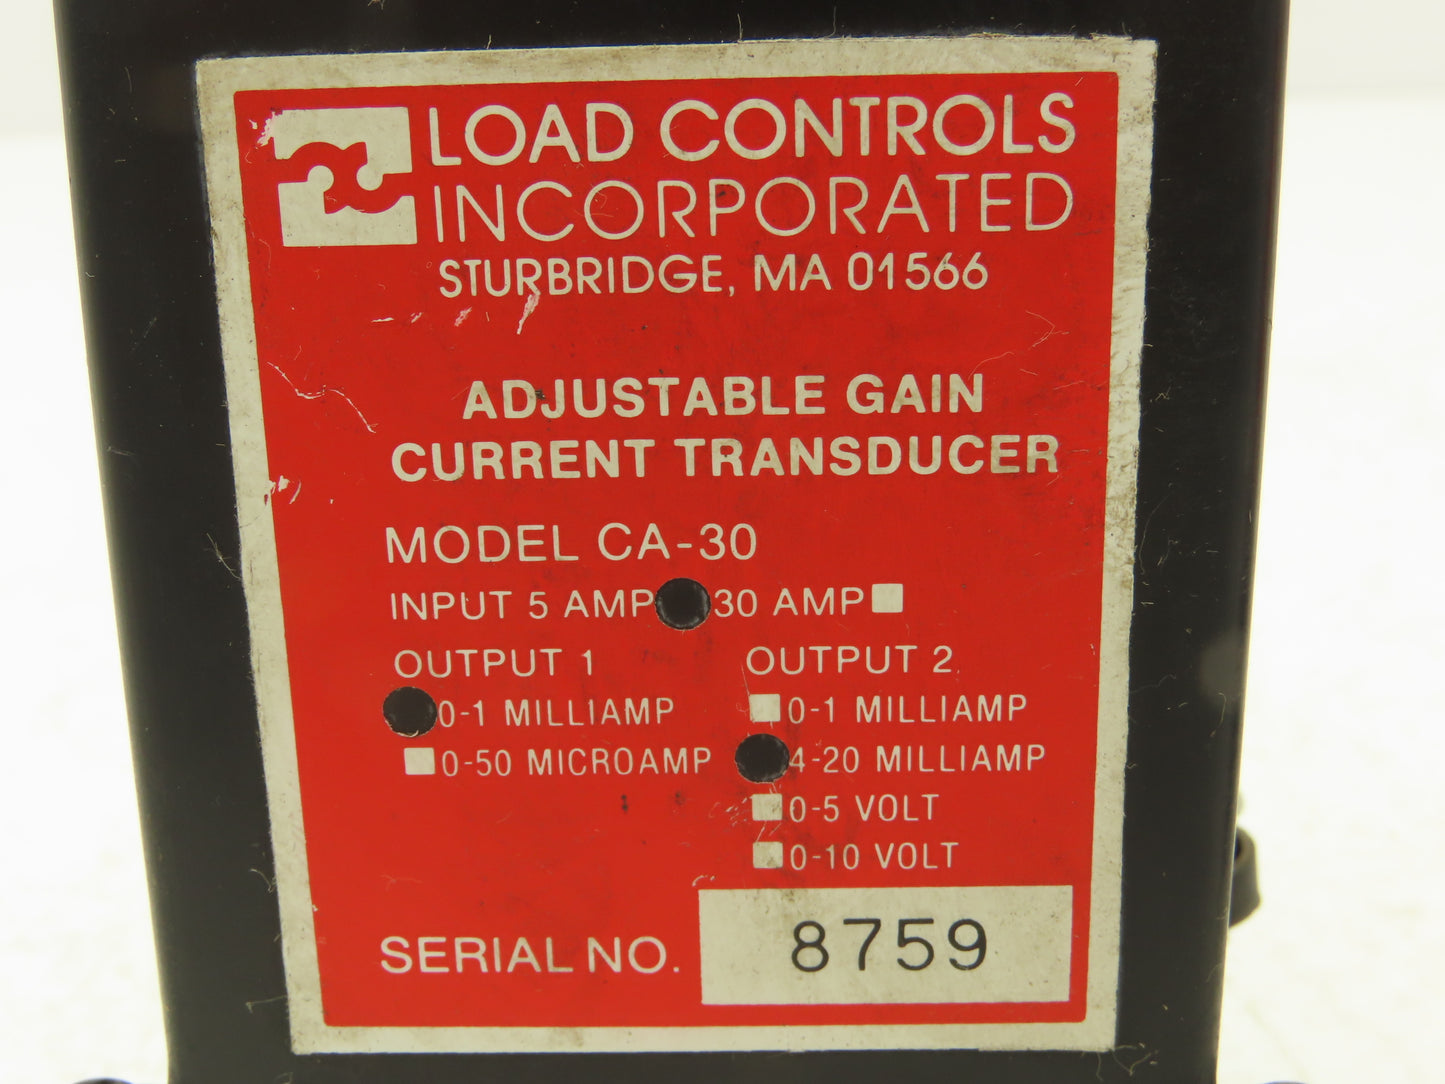 LOAD CONTROLS
INCORPORATED
STURBRIDGE, MA 01566
ADJUSTABLE GAIN
CURRENT TRANSDUCER
MODEL CA-30
INPUT 5 AMP 30 AMP
OUTPUT 1 OUTPUT 2
0-1 MILLIAMP 0-1 MILLIAMP
0-50 MICROAMP 4-20 MILLIAMP
0-5 VOLT
0-10 VOLT
SERIAL NO. 8759